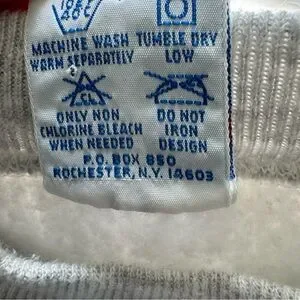 MACHINE WASH TUMBLE DRY
WARM SEPARATELY LOW
CL
ONLY NON DO NOT
CHLORINE BLEACH IRON
WHEN NEEDED DESIGN
P.O. BOX 850
ROCHESTER, N.Y. 14603